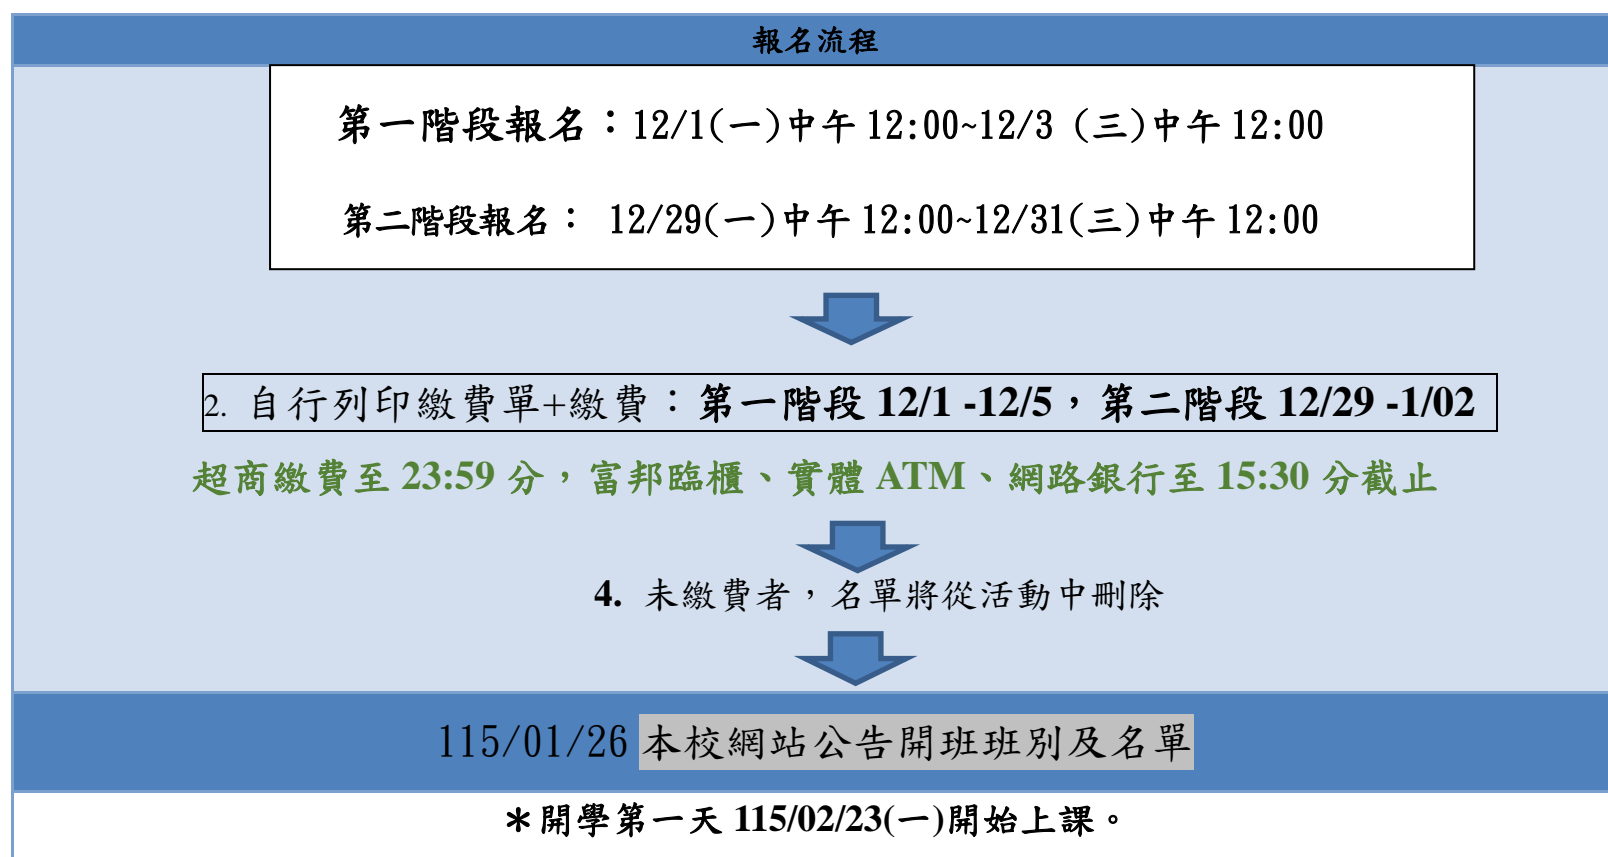 報名流程
第一階段報名：12/1(一)中午 12:00~12/3 (三)中午 12:00
第二階段報名： 12/29(一)中午 12:00~12/31(三)中午 12:00
2. 自行列印繳費單+繳費：第一階段 12/1 -12/5，第二階段 12/29 -1/02
超商繳費至 23:59 分，富邦臨櫃、實體 ATM、網路銀行至 15:30 分截止
4. 未繳費者，名單將從活動中刪除
115/01/26 本校網站公告開班班別及名單
＊開學第一天 115/02/23(一)開始上課。